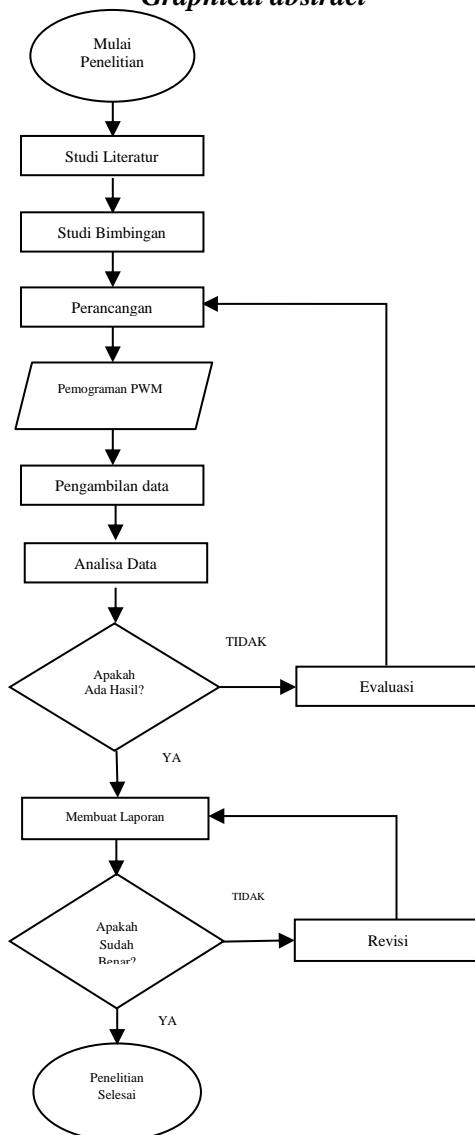 Graphical abstract
Mulai
Penelitian
Studi Literatur
Studi Bimbingan
Perancangan
Pemograman PWM
Pengambilan data
Analisa Data
Apakah
Ada Hasil?
TIDAK
Evaluasi
YA
Membuat Laporan
Apakah
Sudah
Benar?
TIDAK
Revisi
YA
Penelitian
Selesai